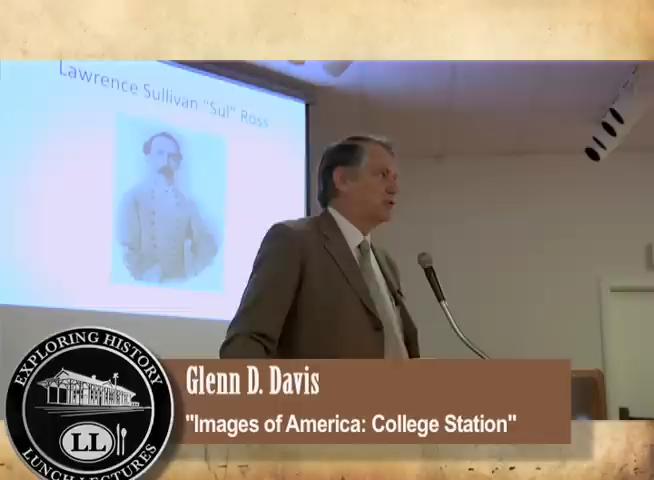 Lawrence Sullivan "Sul" Ross
EXPLORING HISTORY
LL
LUNCH LECTURES
Glenn D. Davis
"Images of America: College Station"